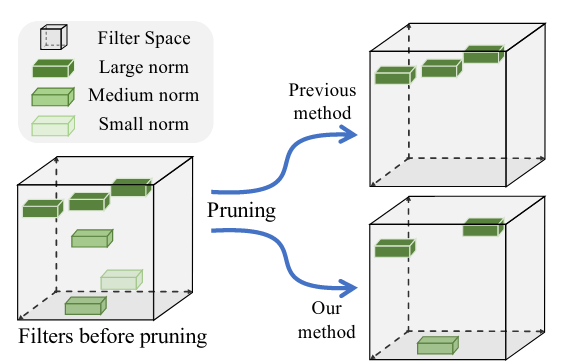 Filter Space
Large norm
Medium norm
Small norm
Previous
method
Pruning
Our
method
Filters before pruning